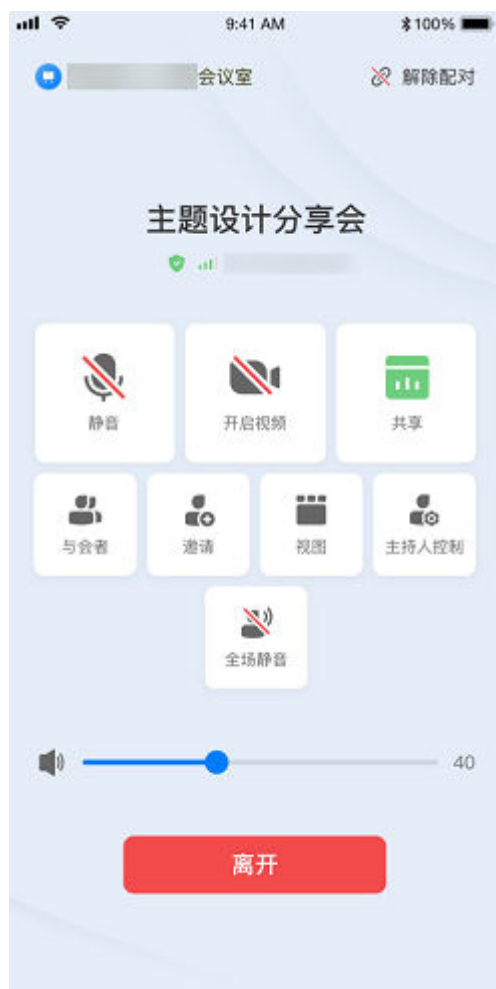 9:41 AM 100%
会议室 解除配对
主题设计分享会
静音 开启视频 共享
与会者 邀请 视图 主持人控制
全场静音
40
离开